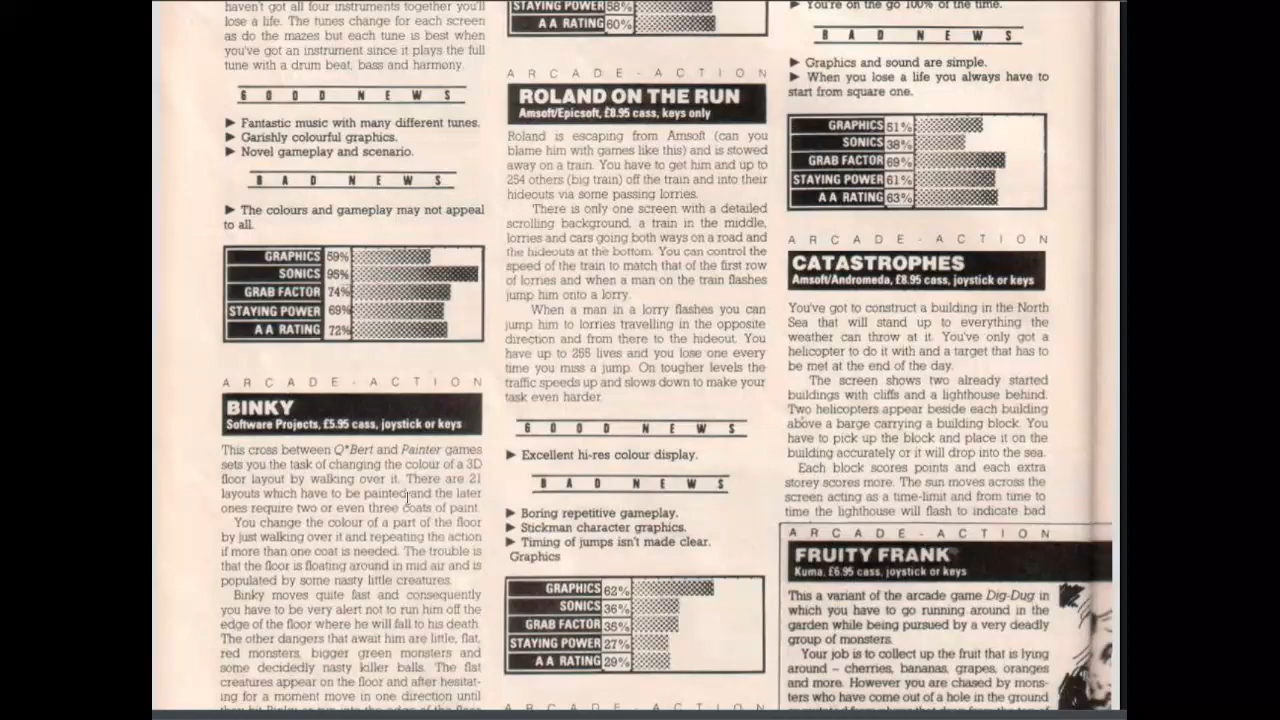 haven't got all four instruments together you'll
lose a life. The tunes change for each screen
as do the mazes but each tune is best when
you've got an instrument since it plays the full
tune with a drum beat, bass and harmony.
GOOD NEWS
► Fantastic music with many different tunes.
► Garishly colourful graphics.
► Novel gameplay and scenario.
BAD NEWS
► The colours and gameplay may not appeal
to all.
GRAPHICS 59%
SONICS 95%
GRAB FACTOR 74%
STAYING POWER 69%
AA RATING 72%
ARCADE-ACTION
BINKY
Software Projects, £5.95 cass, joystick or keys
This cross between Q*Bert and Painter games
sets you the task of changing the colour of a 3D
floor layout by walking over it. There are 21
layouts which have to be painted and the later
ones require two or even three coats of paint.
You change the colour of a part of the floor
by just walking over it and repeating the action
if more than one coat is needed. The trouble is
that the floor is floating around in mid air and is
populated by some nasty little creatures.
Binky moves quite fast and consequently
you have to be very alert not to run him off the
edge of the floor where he will fall to his death.
The other dangers that await him are little, flat,
red monsters, bigger green monsters and
some decidedly nasty killer balls. The flat
creatures appear on the floor and after hesitat-
ing for a moment move in one direction until
STAYING POWER 58%
AA RATING 60%
ARCADE-ACTION
ROLAND ON THE RUN
Amsoft/Epicsoft, £8.95 cass, keys only
Roland is escaping from Amsoft (can you
blame him with games like this) and is stowed
away on a train. You have to get him and up to
254 others (big train) off the train and into their
hideouts via some passing lorries.
There is only one screen with a detailed
scrolling background, a train in the middle,
lorries and cars going both ways on a road and
the hideouts at the bottom. You can control the
speed of the train to match that of the first row
of lorries and when a man on the train flashes
jump him onto a lorry.
When a man in a lorry flashes you can
jump him to lorries travelling in the opposite
direction and from there to the hideout. You
have up to 255 lives and you lose one every
time you miss a jump. On tougher levels the
traffic speeds up and slows down to make your
task even harder.
GOOD NEWS
► Excellent hi-res colour display.
BAD NEWS
► Boring repetitive gameplay.
► Stickman character graphics.
► Timing of jumps isn't made clear.
Graphics
GRAPHICS 62%
SONICS 36%
GRAB FACTOR 35%
STAYING POWER 27%
AA RATING 29%
► You're on the go 100% of the time.
BAD NEWS
► Graphics and sound are simple.
► When you lose a life you always have to
start from square one.
GRAPHICS 51%
SONICS 38%
GRAB FACTOR 69%
STAYING POWER 61%
AA RATING 63%
ARCADE-ACTION
CATASTROPHES
Amsoft/Andromeda, £8.95 cass, joystick or keys
You've got to construct a building in the North
Sea that will stand up to everything the
weather can throw at it. You've only got a
helicopter to do it with and a target that has to
be met at the end of the day.
The screen shows two already started
buildings with cliffs and a lighthouse behind.
Two helicopters appear beside each building
above a barge carrying a building block. You
have to pick up the block and place it on the
building accurately or it will drop into the sea.
Each block scores points and each extra
storey scores more. The sun moves across the
screen acting as a time-limit and from time to
time the lighthouse will flash to indicate bad
ARCADE-ACTION
FRUITY FRANK
Kuma, £6.95 cass, joystick or keys
This a variant of the arcade game Dig-Dug in
which you have to go running around in the
garden while being pursued by a very deadly
group of monsters.
Your job is to collect up the fruit that is lying
around – cherries, bananas, grapes, oranges
and more. However you are chased by mons-
ters who have come out of a hole in the ground